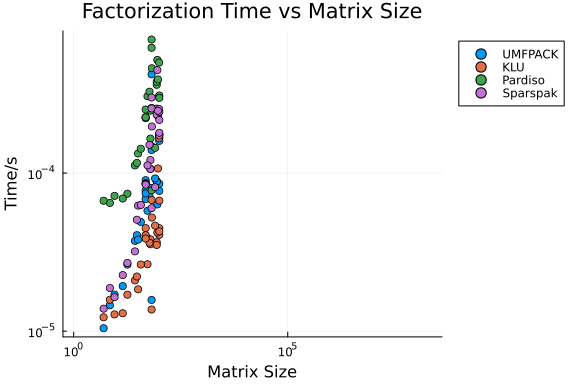 Factorization Time vs Matrix Size
UMFPACK
KLU
Pardiso
Sparspak
Time/s
10⁻⁴
10⁻⁵
10⁰
10⁵
Matrix Size